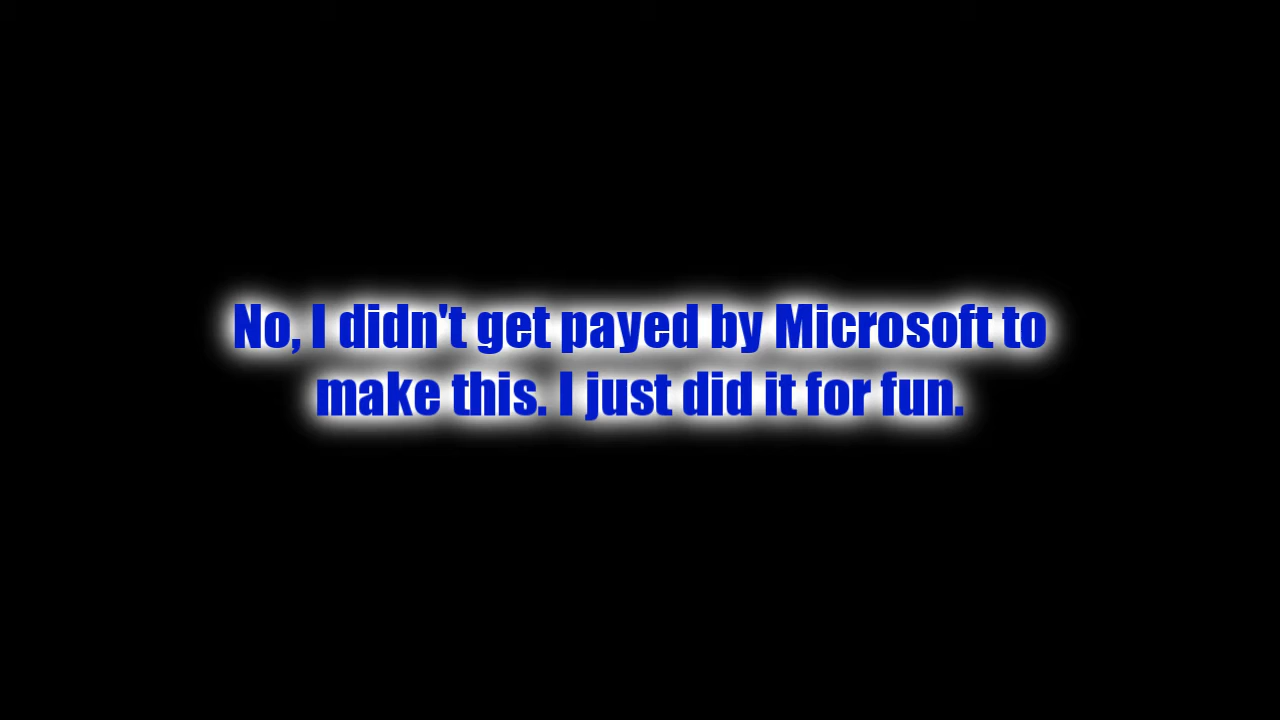 No, I didn't get payed by Microsoft to
make this. I just did it for fun.